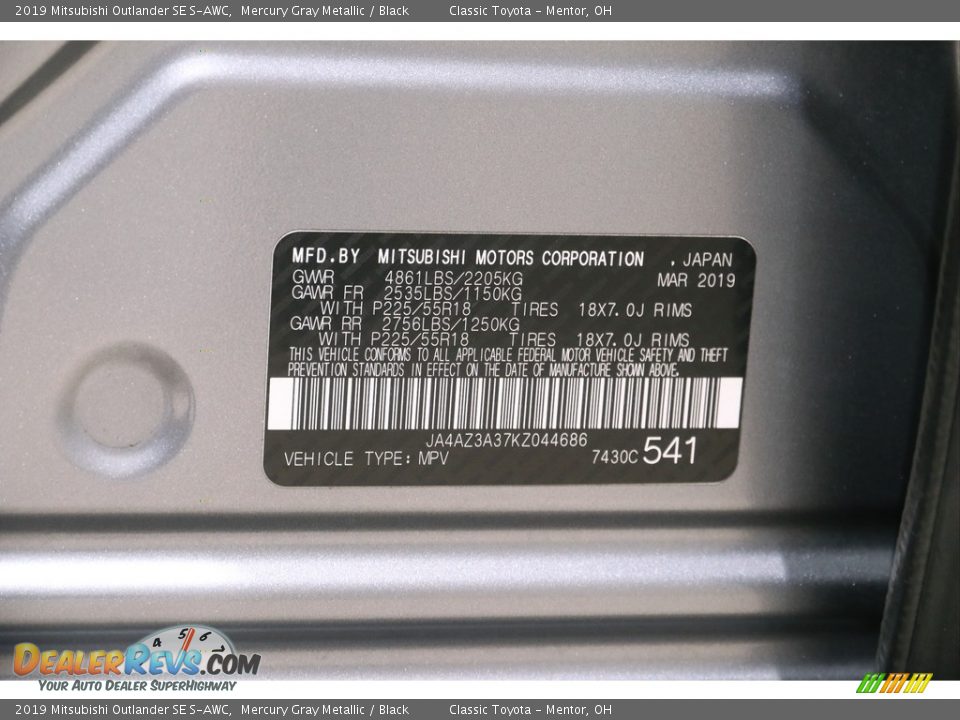 2019 Mitsubishi Outlander SE S-AWC, Mercury Gray Metallic / Black Classic Toyota - Mentor, OH
MFD.BY MITSUBISHI MOTORS CORPORATION , JAPAN
GWWR 4861LBS/2205KG MAR 2019
GAWR FR 2535LBS/1150KG
WITH P225/55R18 TIRES 18X7.0J RIMS
GAWR RR 2756LBS/1250KG
WITH P225/55R18 TIRES 18X7.0J RIMS
THIS VEHICLE CONFORMS TO ALL APPLICABLE FEDERAL MOTOR VEHICLE SAFETY AND THEFT
PREVENTION STANDARDS IN EFFECT ON THE DATE OF MANUFACTURE SHOWN ABOVE.
JA4AZ3A37KZ044686
VEHICLE TYPE: MPV 7430C 541
4 5 6
DEALERREVS.COM
YOUR AUTO DEALER SUPERHIGHWAY
2019 Mitsubishi Outlander SE S-AWC, Mercury Gray Metallic / Black Classic Toyota - Mentor, OH